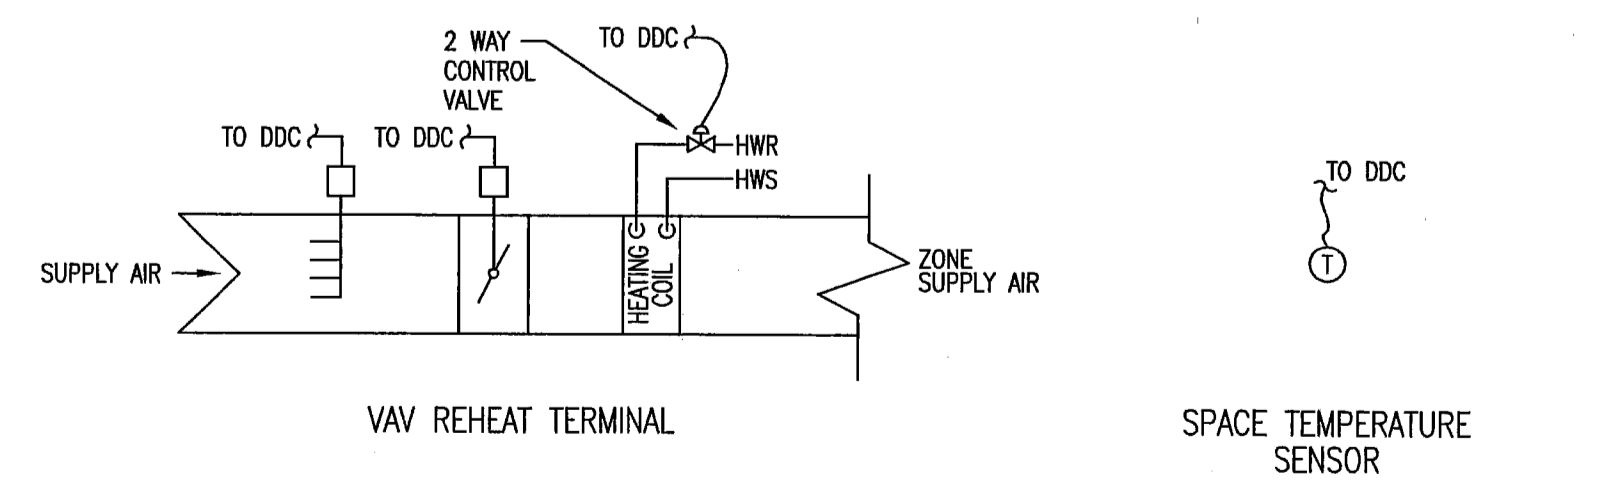 2 WAY
CONTROL
VALVE
TO DDC
TO DDC
TO DDC
HWR
HWS
SUPPLY AIR
HEATING
COIL
ZONE
SUPPLY AIR
VAV REHEAT TERMINAL
TO DDC
T
SPACE TEMPERATURE
SENSOR